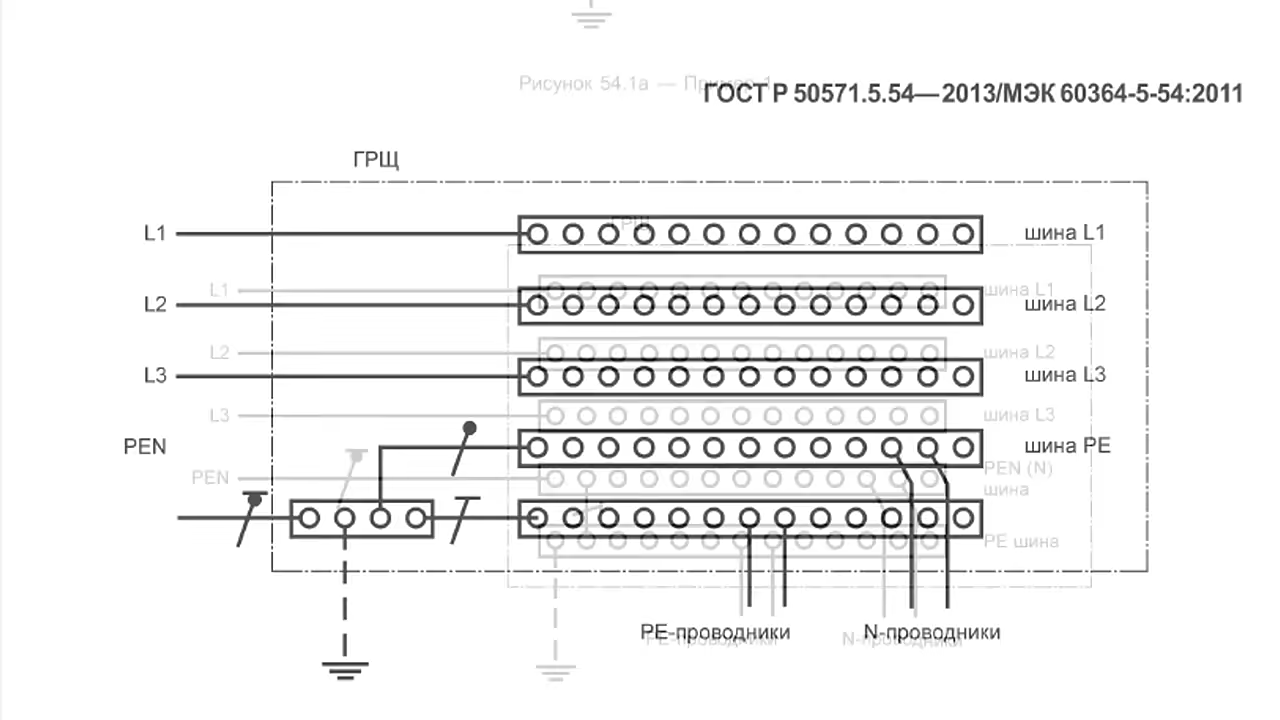 Рисунок 54.1a — Пример 1
ГОСТ Р 50571.5.54—2013/МЭК 60364-5-54:2011
ГРЩ
ГРЩ
L1
шина L1
L1
шина L1
L2
шина L2
L2
шина L2
L3
шина L3
L3
шина L3
PEN
шина PE
PEN
PEN (N)
шина
PE шина
PE-проводники
N-проводники
PE-проводники
N-проводники